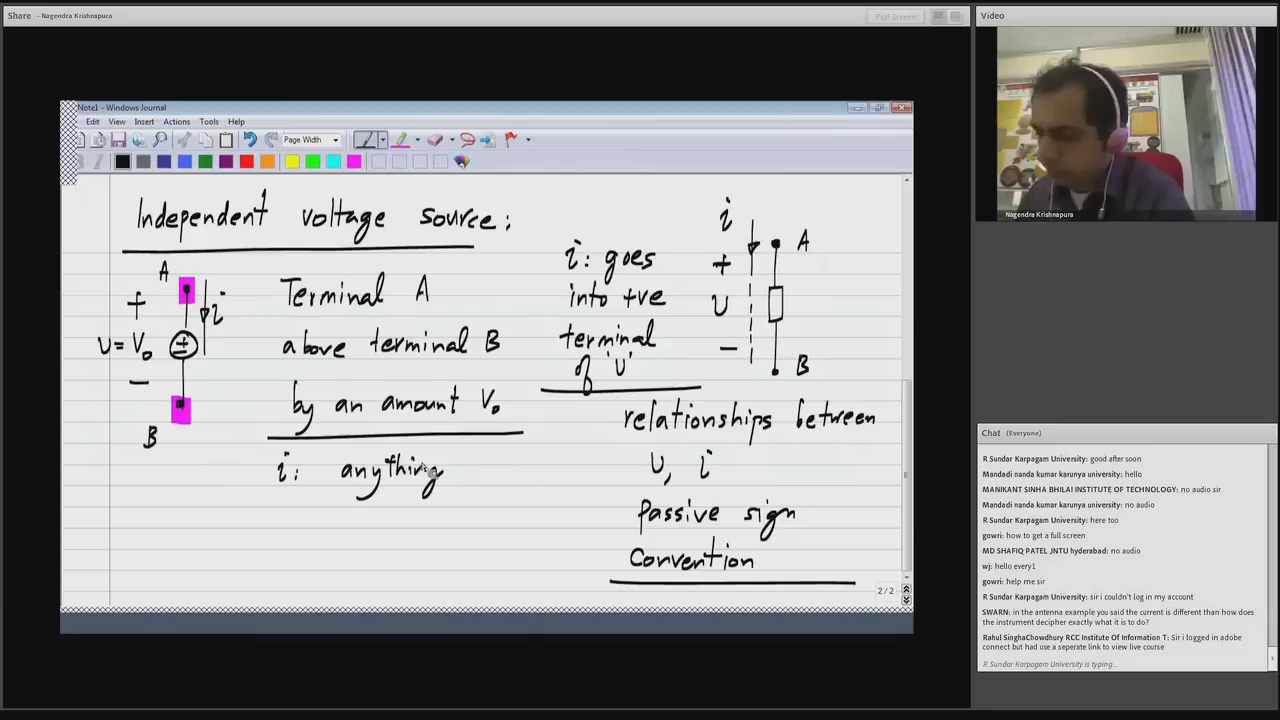 Share - Nagendra Krishnapura
Full Screen
Video
Note1 - Windows Journal
Edit View Insert Actions Tools Help
Page Width
Independent voltage source:
A
+
i
v = V₀
±
−
B
Terminal A
above terminal B
by an amount V₀
i: anything
i: goes
into +ve
terminal
of 'v'
i
A
+
v
−
B
relationships between
v, i
Passive sign
Convention
2 / 2
Nagendra Krishnapura
Chat (Everyone)
R Sundar Karpagam University: good after soon
Mandadi nanda kumar karunya university: hello
MANIKANT SINHA BHILAI INSTITUTE OF TECHNOLOGY: no audio sir
Mandadi nanda kumar karunya university: no audio
R Sundar Karpagam University: here too
gowri: how to get a full screen
MD SHAFIQ PATEL JNTU hyderabad: no audio
wj: hello every1
gowri: help me sir
R Sundar Karpagam University: sir i couldn't log in my account
SWARN: in the antenna example you said the current is different than how does
the instrument decipher exactly what it is to do?
Rahul SinghaChowdhury RCC Institute Of Information T: Sir i logged in adobe
connect but had use a seperate link to view live course
R Sundar Karpagam University is typing...